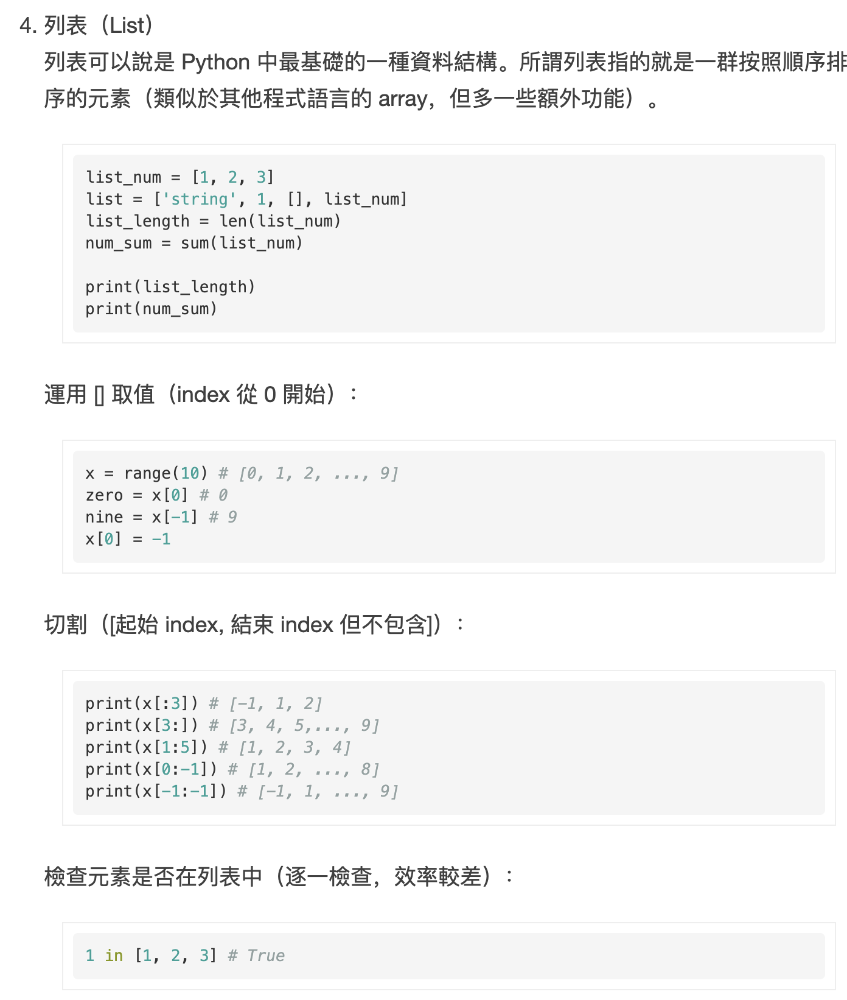 4. 列表（List）
列表可以說是 Python 中最基礎的一種資料結構。所謂列表指的就是一群按照順序排
序的元素（類似於其他程式語言的 array，但多一些額外功能）。
list_num = [1, 2, 3]
list = ['string', 1, [], list_num]
list_length = len(list_num)
num_sum = sum(list_num)
print(list_length)
print(num_sum)
運用 [] 取值（index 從 0 開始）：
x = range(10) # [0, 1, 2, ..., 9]
zero = x[0] # 0
nine = x[-1] # 9
x[0] = -1
切割（[起始 index, 結束 index 但不包含]）：
print(x[:3]) # [-1, 1, 2]
print(x[3:]) # [3, 4, 5,..., 9]
print(x[1:5]) # [1, 2, 3, 4]
print(x[0:-1]) # [1, 2, ..., 8]
print(x[-1:-1]) # [-1, 1, ..., 9]
檢查元素是否在列表中（逐一檢查，效率較差）：
1 in [1, 2, 3] # True